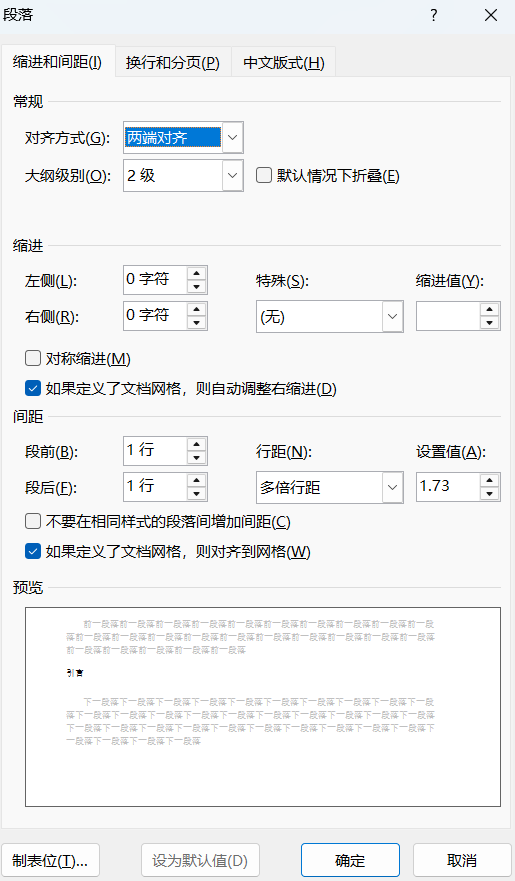 段落 ?
缩进和间距(I) 换行和分页(P) 中文版式(H)
常规
对齐方式(G): 两端对齐
大纲级别(O): 2 级 默认情况下折叠(E)
缩进
左侧(L): 0 字符 特殊(S): 缩进值(Y):
右侧(R): 0 字符 (无)
对称缩进(M)
如果定义了文档网格，则自动调整右缩进(D)
间距
段前(B): 1 行 行距(N): 设置值(A):
段后(F): 1 行 多倍行距 1.73
不要在相同样式的段落间增加间距(C)
如果定义了文档网格，则对齐到网格(W)
预览
前一段落前一段落前一段落前一段落前一段落前一段落前一段落前一段落前一段落前一段
落前一段落前一段落前一段落前一段落前一段落前一段落前一段落前一段落前一段落前一段落
前一段落前一段落前一段落前一段落前一段落
引言
下一段落下一段落下一段落下一段落下一段落下一段落下一段落下一段落下一段落下一段
落下一段落下一段落下一段落下一段落下一段落下一段落下一段落下一段落下一段落下一段落
下一段落下一段落下一段落下一段落下一段落下一段落下一段落下一段落下一段落下一段落下
一段落下一段落下一段落下一段落
制表位(T)... 设为默认值(D) 确定 取消